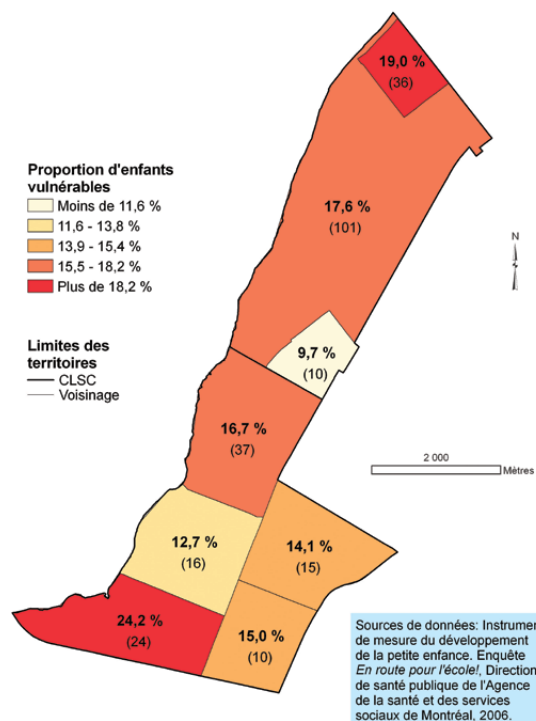 19,0 %
(36)
Proportion d'enfants
vulnérables
Moins de 11,6 %
11,6 - 13,8 %
13,9 - 15,4 %
15,5 - 18,2 %
Plus de 18,2 %
17,6 %
(101)
N
Limites des
territoires
CLSC
Voisinage
9,7 %
(10)
16,7 %
(37)
2 000
Mètres
12,7 %
(16)
14,1 %
(15)
24,2 %
(24)
15,0 %
(10)
Sources de données: Instrumen
de mesure du développement
de la petite enfance. Enquête
En route pour l'école!, Direction
de santé publique de l'Agence
de la santé et des services
sociaux de Montréal, 2006.